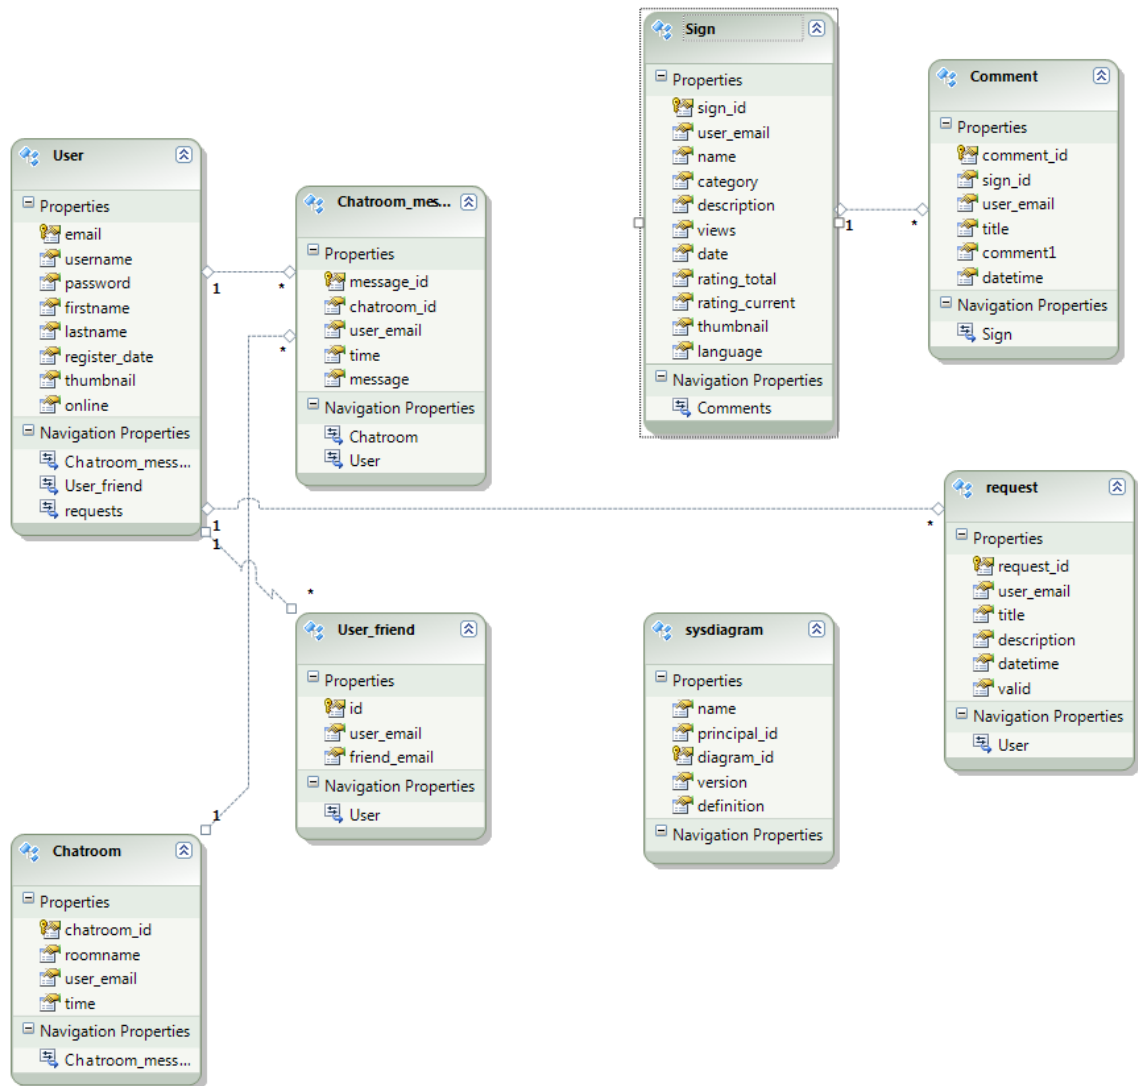 User
Properties
email
username
password
firstname
lastname
register_date
thumbnail
online
Navigation Properties
Chatroom_mess...
User_friend
requests
1
*
1
*
1
*
1
*
Chatroom_mes...
Properties
message_id
chatroom_id
user_email
time
message
Navigation Properties
Chatroom
User
Sign
Properties
sign_id
user_email
name
category
description
views
date
rating_total
rating_current
thumbnail
language
Navigation Properties
Comments
1
*
Comment
Properties
comment_id
sign_id
user_email
title
comment1
datetime
Navigation Properties
Sign
request
Properties
request_id
user_email
title
description
datetime
valid
Navigation Properties
User
User_friend
Properties
id
user_email
friend_email
Navigation Properties
User
sysdiagram
Properties
name
principal_id
diagram_id
version
definition
Navigation Properties
Chatroom
Properties
chatroom_id
roomname
user_email
time
Navigation Properties
Chatroom_mess...